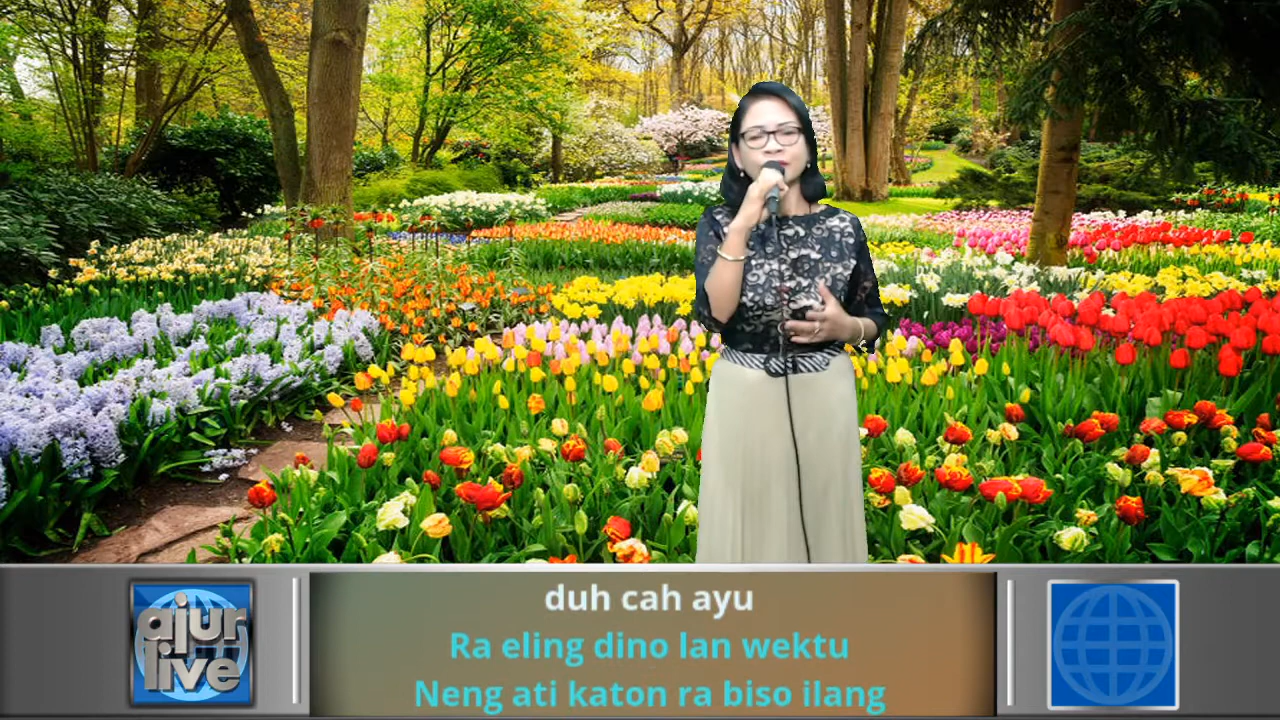 ajur
live
duh cah ayu
Ra eling dino lan wektu
Neng ati katon ra biso ilang